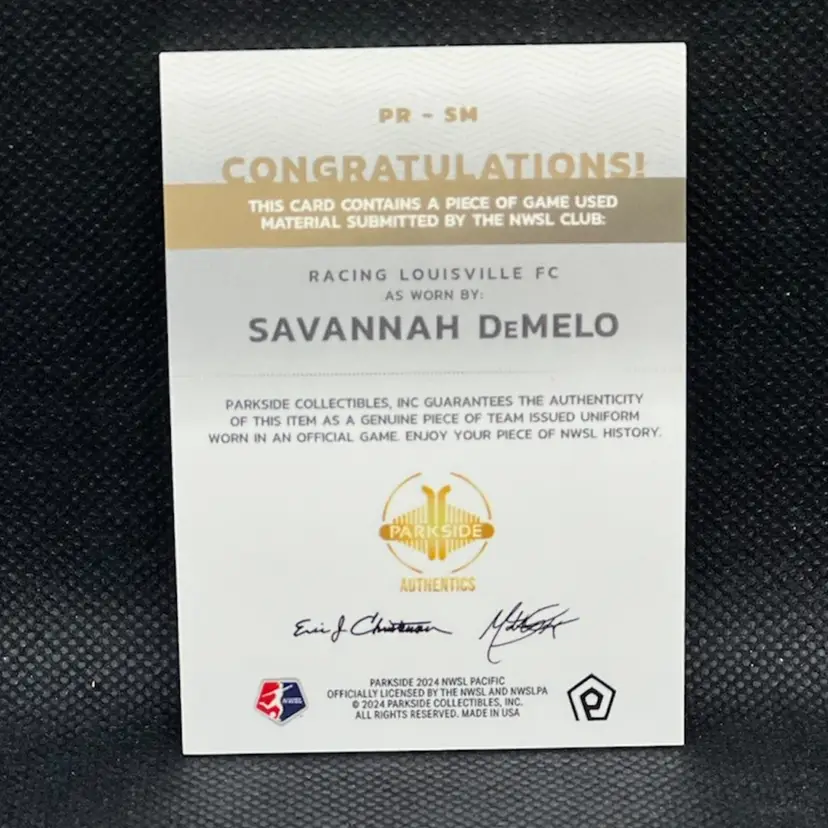 PR - SM
CONGRATULATIONS!
THIS CARD CONTAINS A PIECE OF GAME USED
MATERIAL SUBMITTED BY THE NWSL CLUB:
RACING LOUISVILLE FC
AS WORN BY:
SAVANNAH DeMELO
PARKSIDE COLLECTIBLES, INC GUARANTEES THE AUTHENTICITY
OF THIS ITEM AS A GENUINE PIECE OF TEAM ISSUED UNIFORM
WORN IN AN OFFICIAL GAME. ENJOY YOUR PIECE OF NWSL HISTORY.
PARKSIDE
AUTHENTICS
NWSL
PARKSIDE 2024 NWSL PACIFIC
OFFICIALLY LICENSED BY THE NWSL AND NWSLPA
© 2024 PARKSIDE COLLECTIBLES, INC.
ALL RIGHTS RESERVED. MADE IN USA